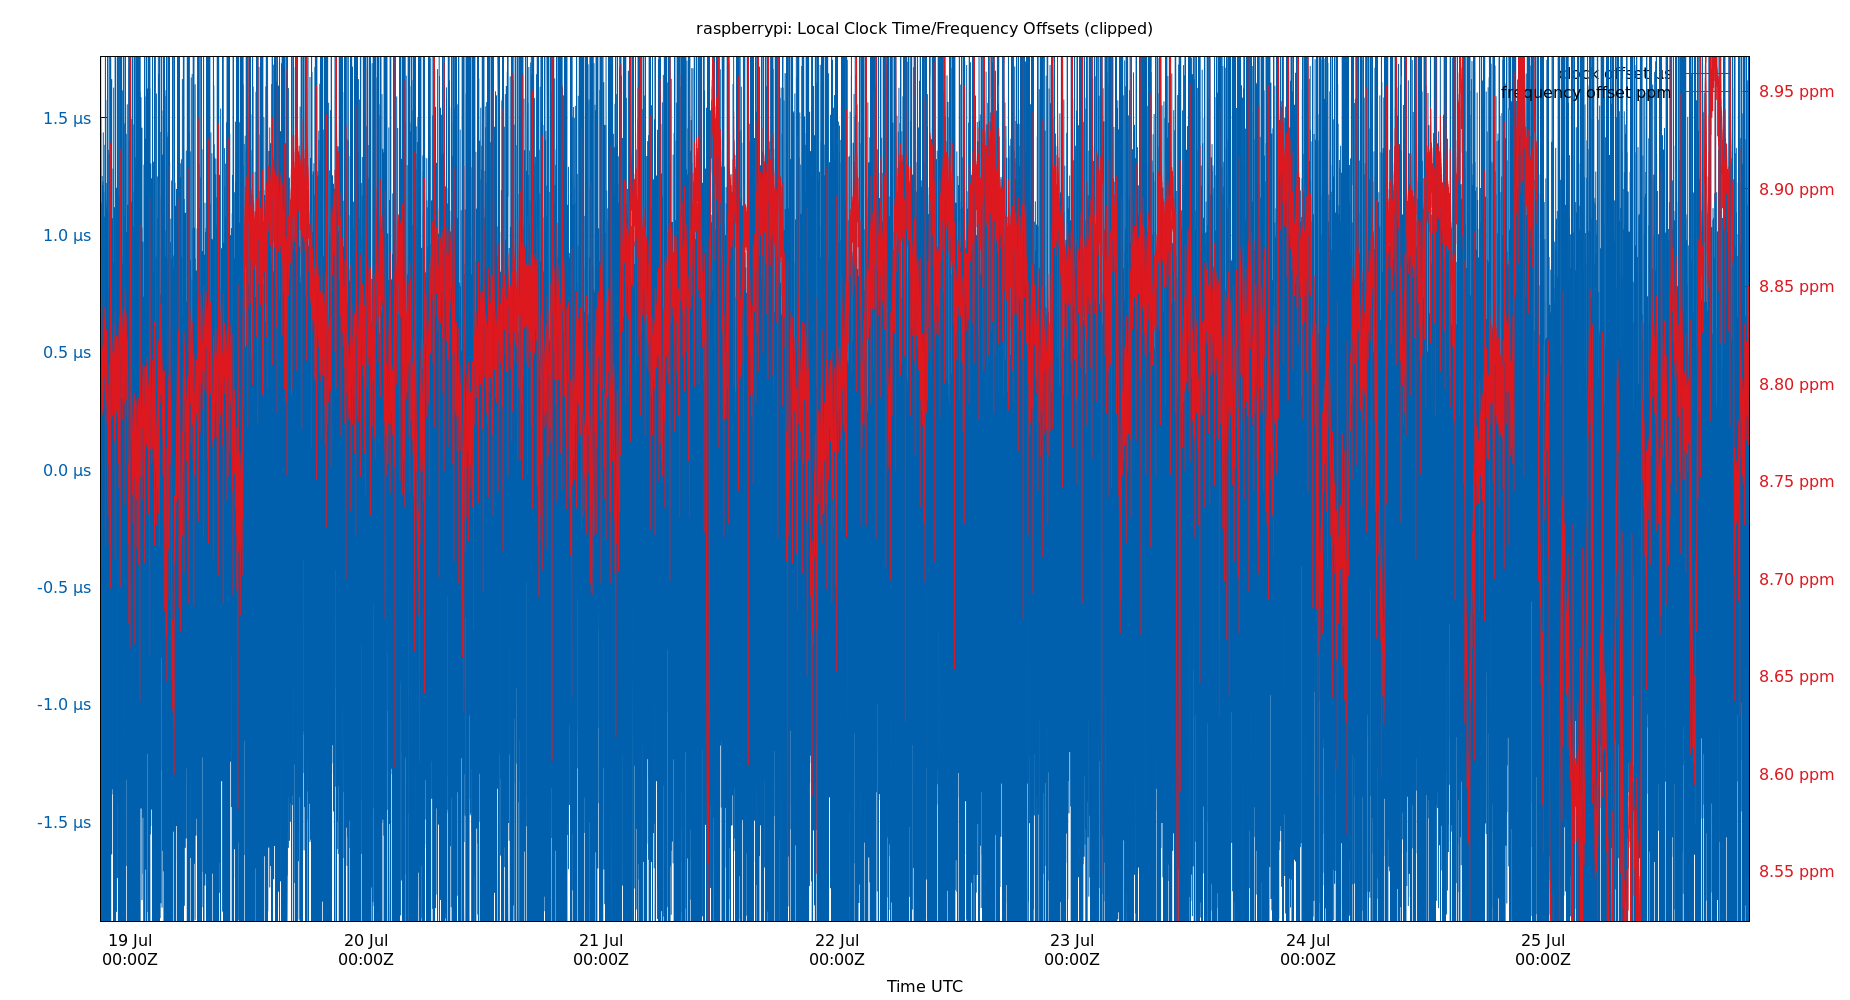 raspberrypi: Local Clock Time/Frequency Offsets (clipped)
clock offset µs
frequency offset ppm
1.5 µs
1.0 µs
0.5 µs
0.0 µs
-0.5 µs
-1.0 µs
-1.5 µs
8.95 ppm
8.90 ppm
8.85 ppm
8.80 ppm
8.75 ppm
8.70 ppm
8.65 ppm
8.60 ppm
8.55 ppm
19 Jul 20 Jul 21 Jul 22 Jul 23 Jul 24 Jul 25 Jul
00:00Z 00:00Z 00:00Z 00:00Z 00:00Z 00:00Z 00:00Z
Time UTC